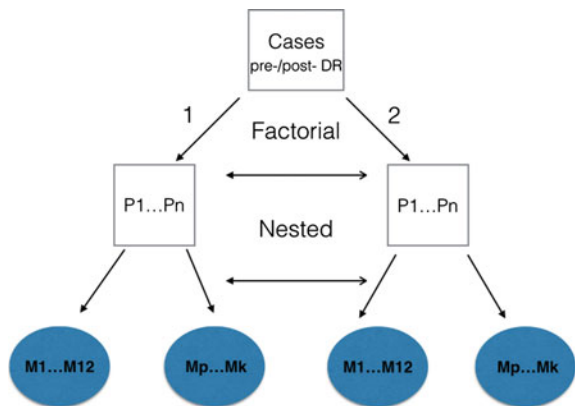 Cases
pre-/post- DR
1
2
Factorial
P1...Pn
P1...Pn
Nested
M1...M12
Mp...Mk
M1...M12
Mp...Mk